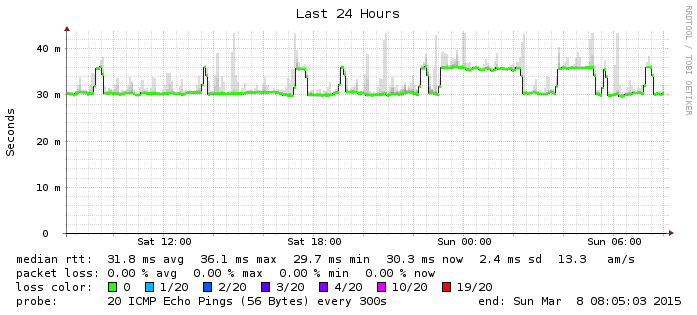 Last 24 Hours
RRDTOOL / TOBI OETIKER
Seconds
40 m
30 m
20 m
10 m
0
Sat 12:00 Sat 18:00 Sun 00:00 Sun 06:00
median rtt: 31.8 ms avg 36.1 ms max 29.7 ms min 30.3 ms now 2.4 ms sd 13.3 am/s
packet loss: 0.00 % avg 0.00 % max 0.00 % min 0.00 % now
loss color: 0 1/20 2/20 3/20 4/20 10/20 19/20
probe: 20 ICMP Echo Pings (56 Bytes) every 300s end: Sun Mar 8 08:05:03 2015